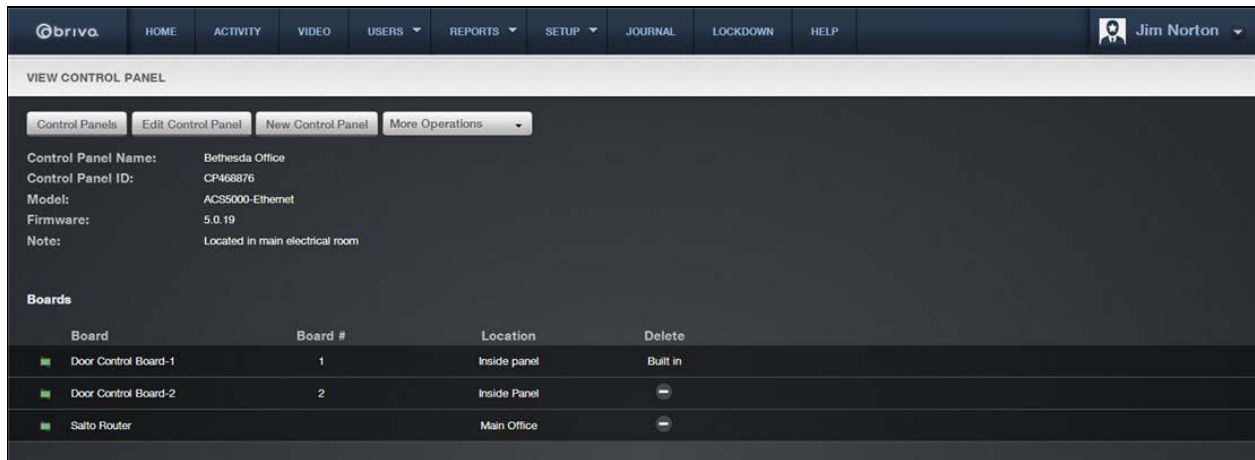 brivo HOME ACTIVITY VIDEO USERS REPORTS SETUP JOURNAL LOCKDOWN HELP Jim Norton
VIEW CONTROL PANEL
Control Panels Edit Control Panel New Control Panel More Operations
Control Panel Name: Bethesda Office
Control Panel ID: CP468876
Model: ACS5000-Ethernet
Firmware: 5.0.19
Note: Located in main electrical room
Boards
Board Board # Location Delete
Door Control Board-1 1 Inside panel Built in
Door Control Board-2 2 Inside Panel
Salto Router Main Office